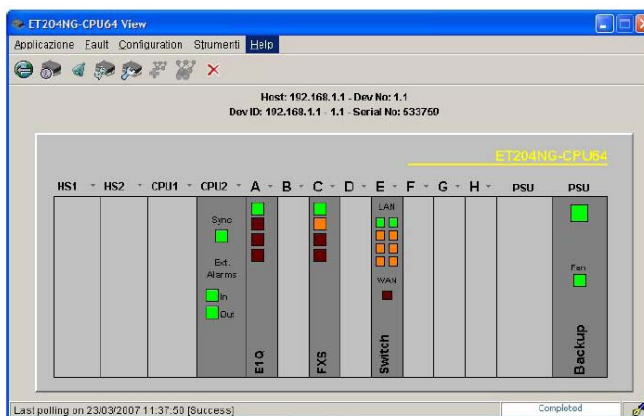 ET204NG-CPU64 View
Applicazione Fault Configuration Strumenti Help
Host: 192.168.1.1 - Dev No: 1.1
Dev ID: 192.168.1.1 - 1.1 - Serial No: 533750
ET204NG-CPU64
HS1 HS2 CPU1 CPU2 A B C D E F G H PSU PSU
LAN
Sync
Ext.
Alarms
Fan
WAN
In
Out
E1Q
FXS
Switch
Backup
Last polling on 23/03/2007 11:37:50 [Success]
Completed